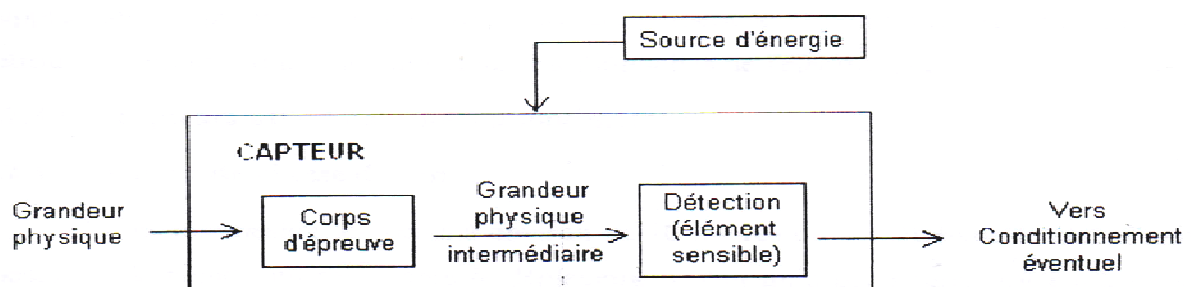 Source d'énergie
CAPTEUR
Grandeur
physique
Corps
d'épreuve
Grandeur
physique
intermédiaire
Détection
(élément
sensible)
Vers
Conditionnement
éventuel